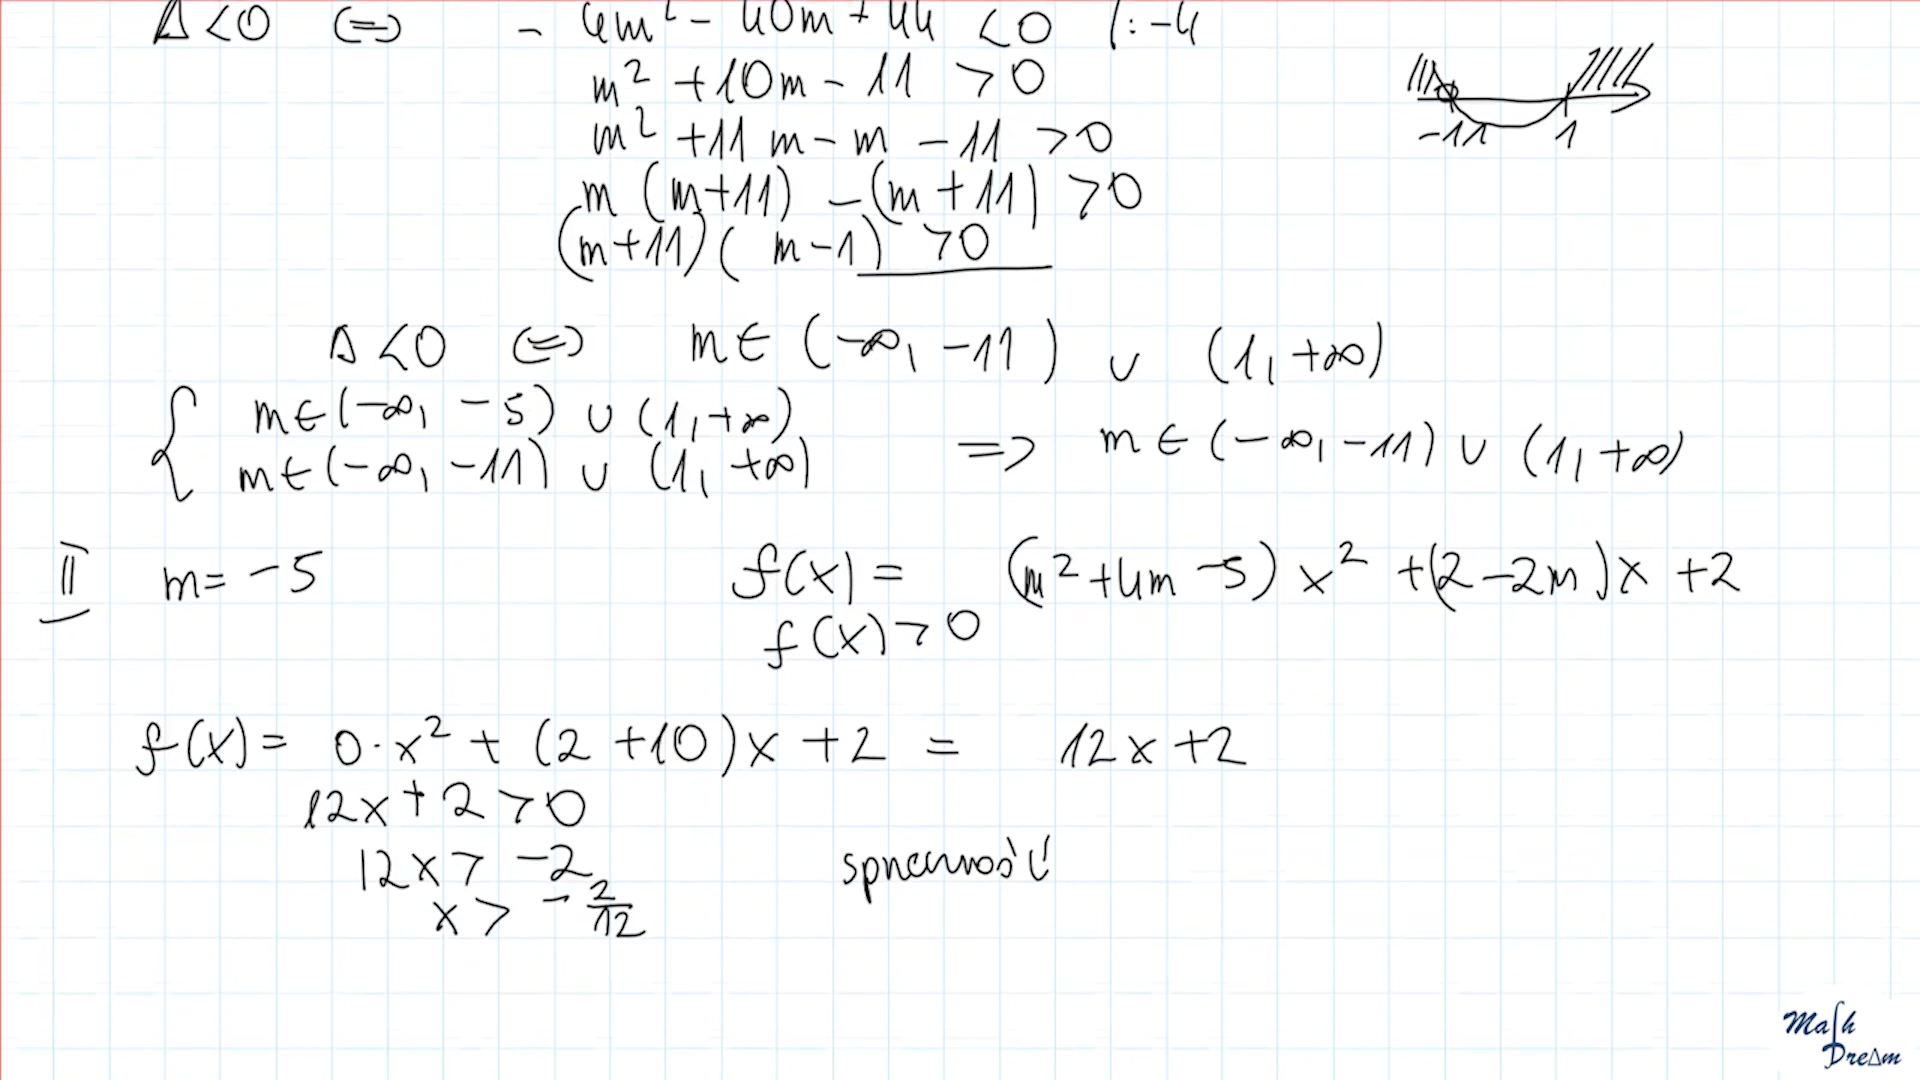 Δ<0 ⇔ - 4m² - 40m + 44 <0 /: -4
m² + 10m - 11 > 0
m² + 11m - m - 11 > 0
m (m+11) - (m+11) > 0
(m+11)( m-1) > 0
-11 1
Δ<0 ⇔ m∈ (-∞, -11) ∪ (1, +∞)
{ m∈(-∞, -5) ∪ (1, +∞)
m∈(-∞, -11) ∪ (1, +∞) => m∈(-∞, -11) ∪ (1, +∞)
II m = -5 f(x) = (m² + 4m - 5) x² + (2-2m)x + 2
f(x) > 0
f(x) = 0·x² + (2 + 10)x + 2 = 12x + 2
12x + 2 > 0
12x > -2 sprzeczność
x > - 2/12
Math
DreΔm